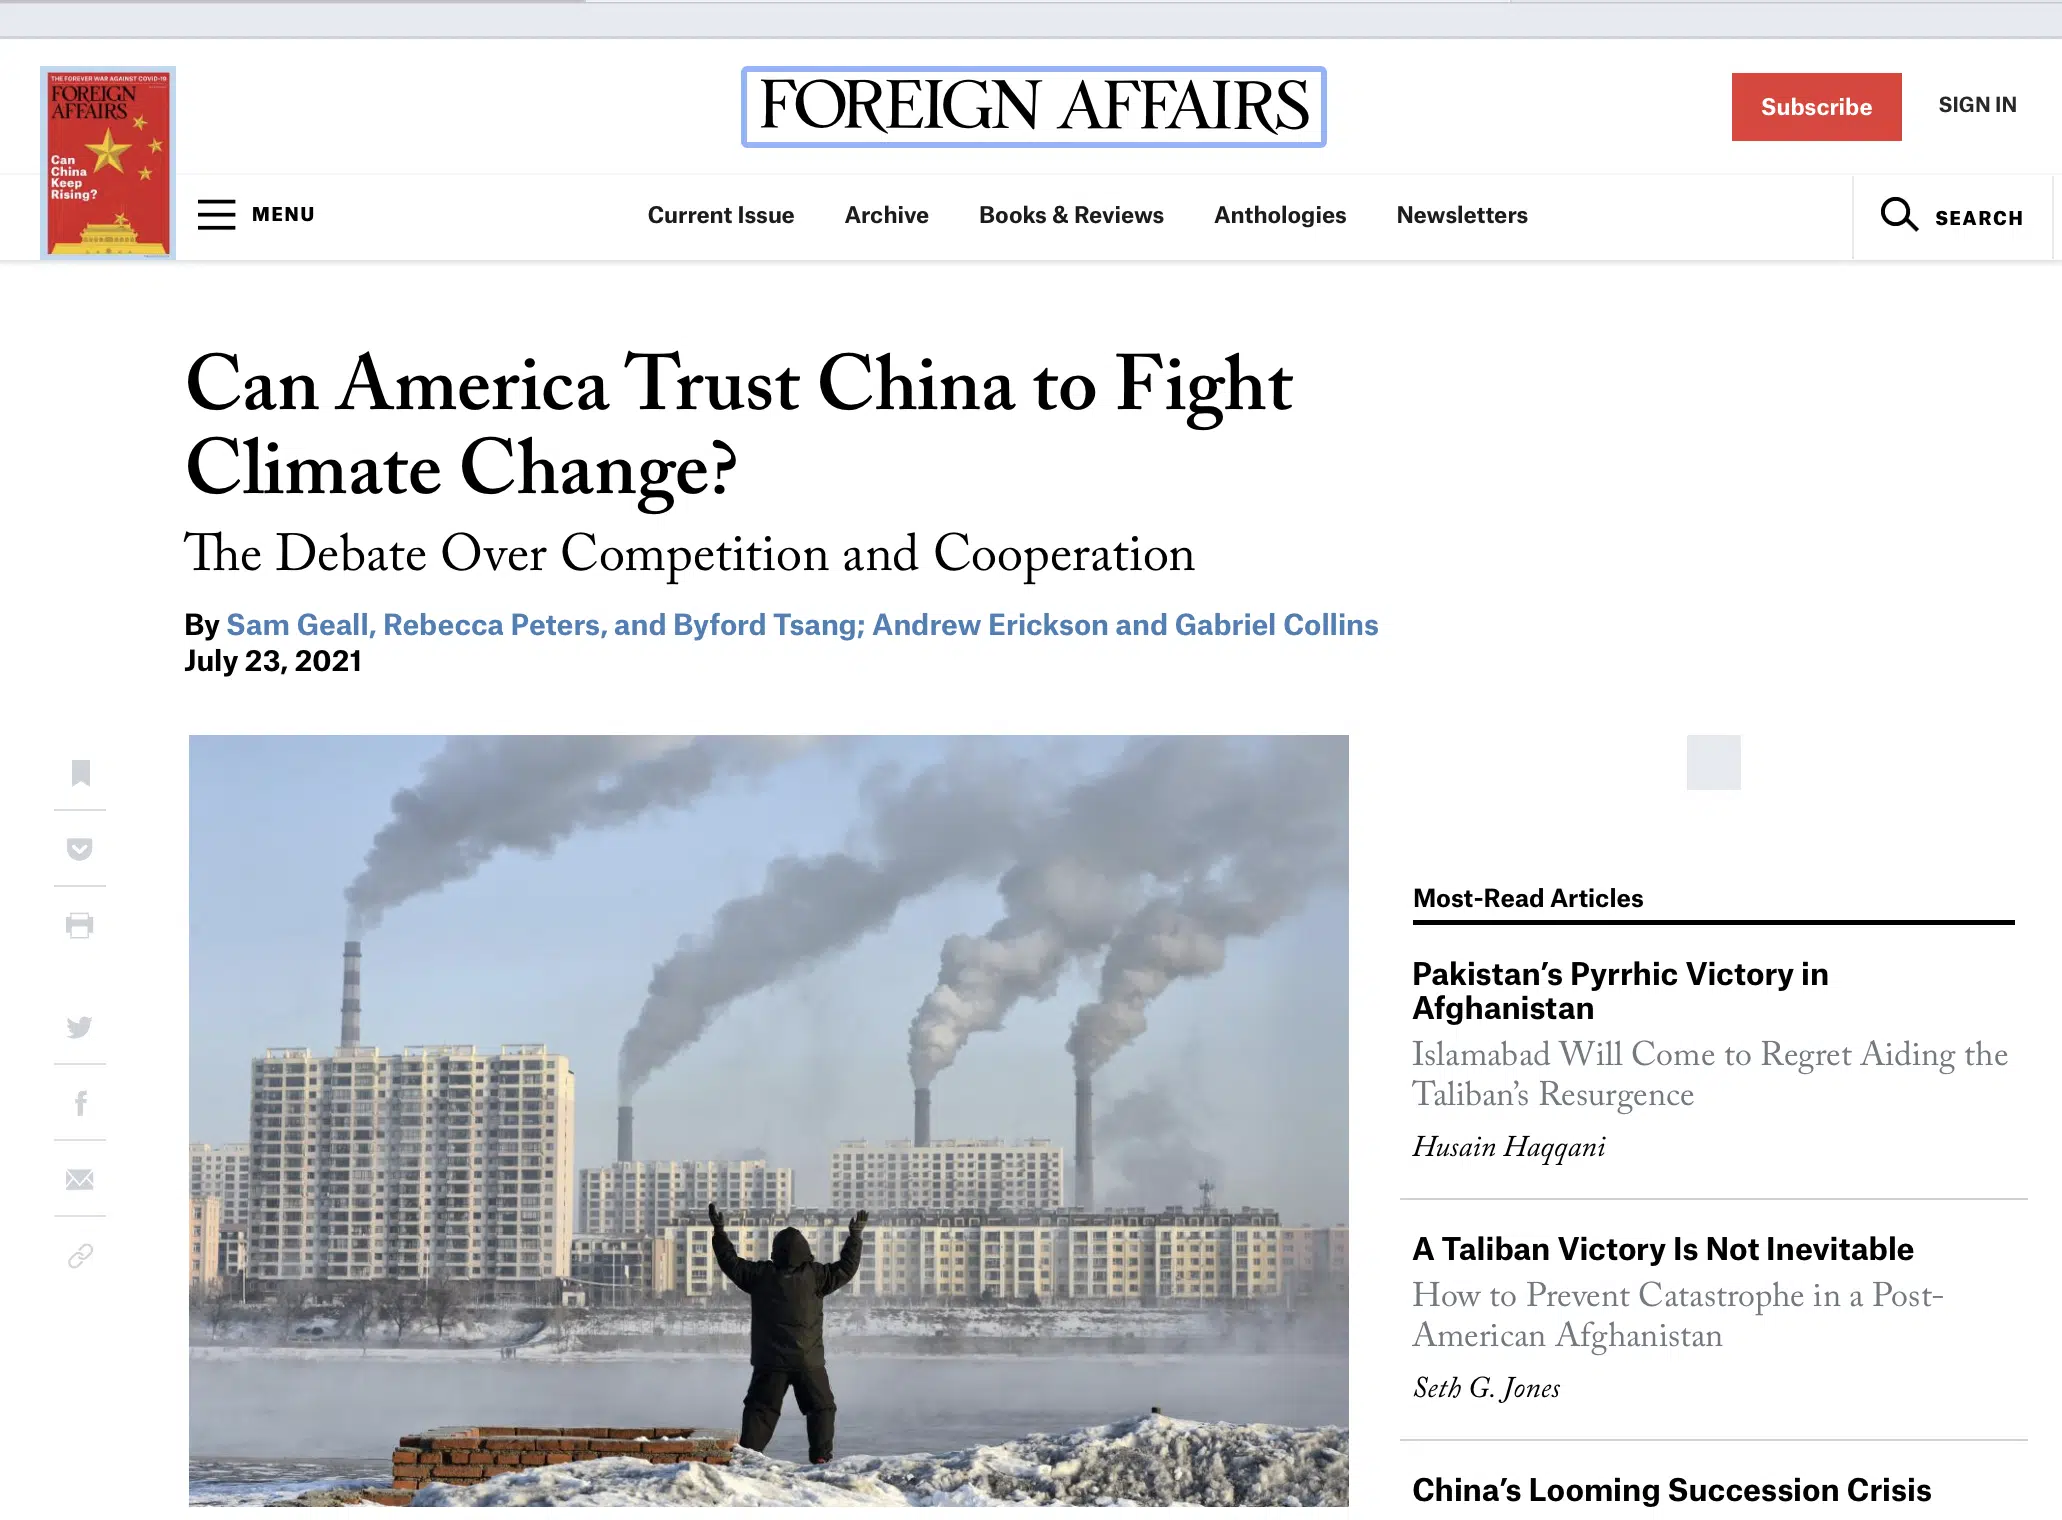 THE FOREVER WAR AGAINST COVID-19
FOREIGN
AFFAIRS
Can
China
Keep
Rising?
FOREIGN AFFAIRS
Subscribe
SIGN IN
MENU
Current Issue
Archive
Books & Reviews
Anthologies
Newsletters
SEARCH
Can America Trust China to Fight
Climate Change?
The Debate Over Competition and Cooperation
By Sam Geall, Rebecca Peters, and Byford Tsang; Andrew Erickson and Gabriel Collins
July 23, 2021
Most-Read Articles
Pakistan’s Pyrrhic Victory in
Afghanistan
Islamabad Will Come to Regret Aiding the
Taliban’s Resurgence
Husain Haqqani
A Taliban Victory Is Not Inevitable
How to Prevent Catastrophe in a Post-
American Afghanistan
Seth G. Jones
China’s Looming Succession Crisis